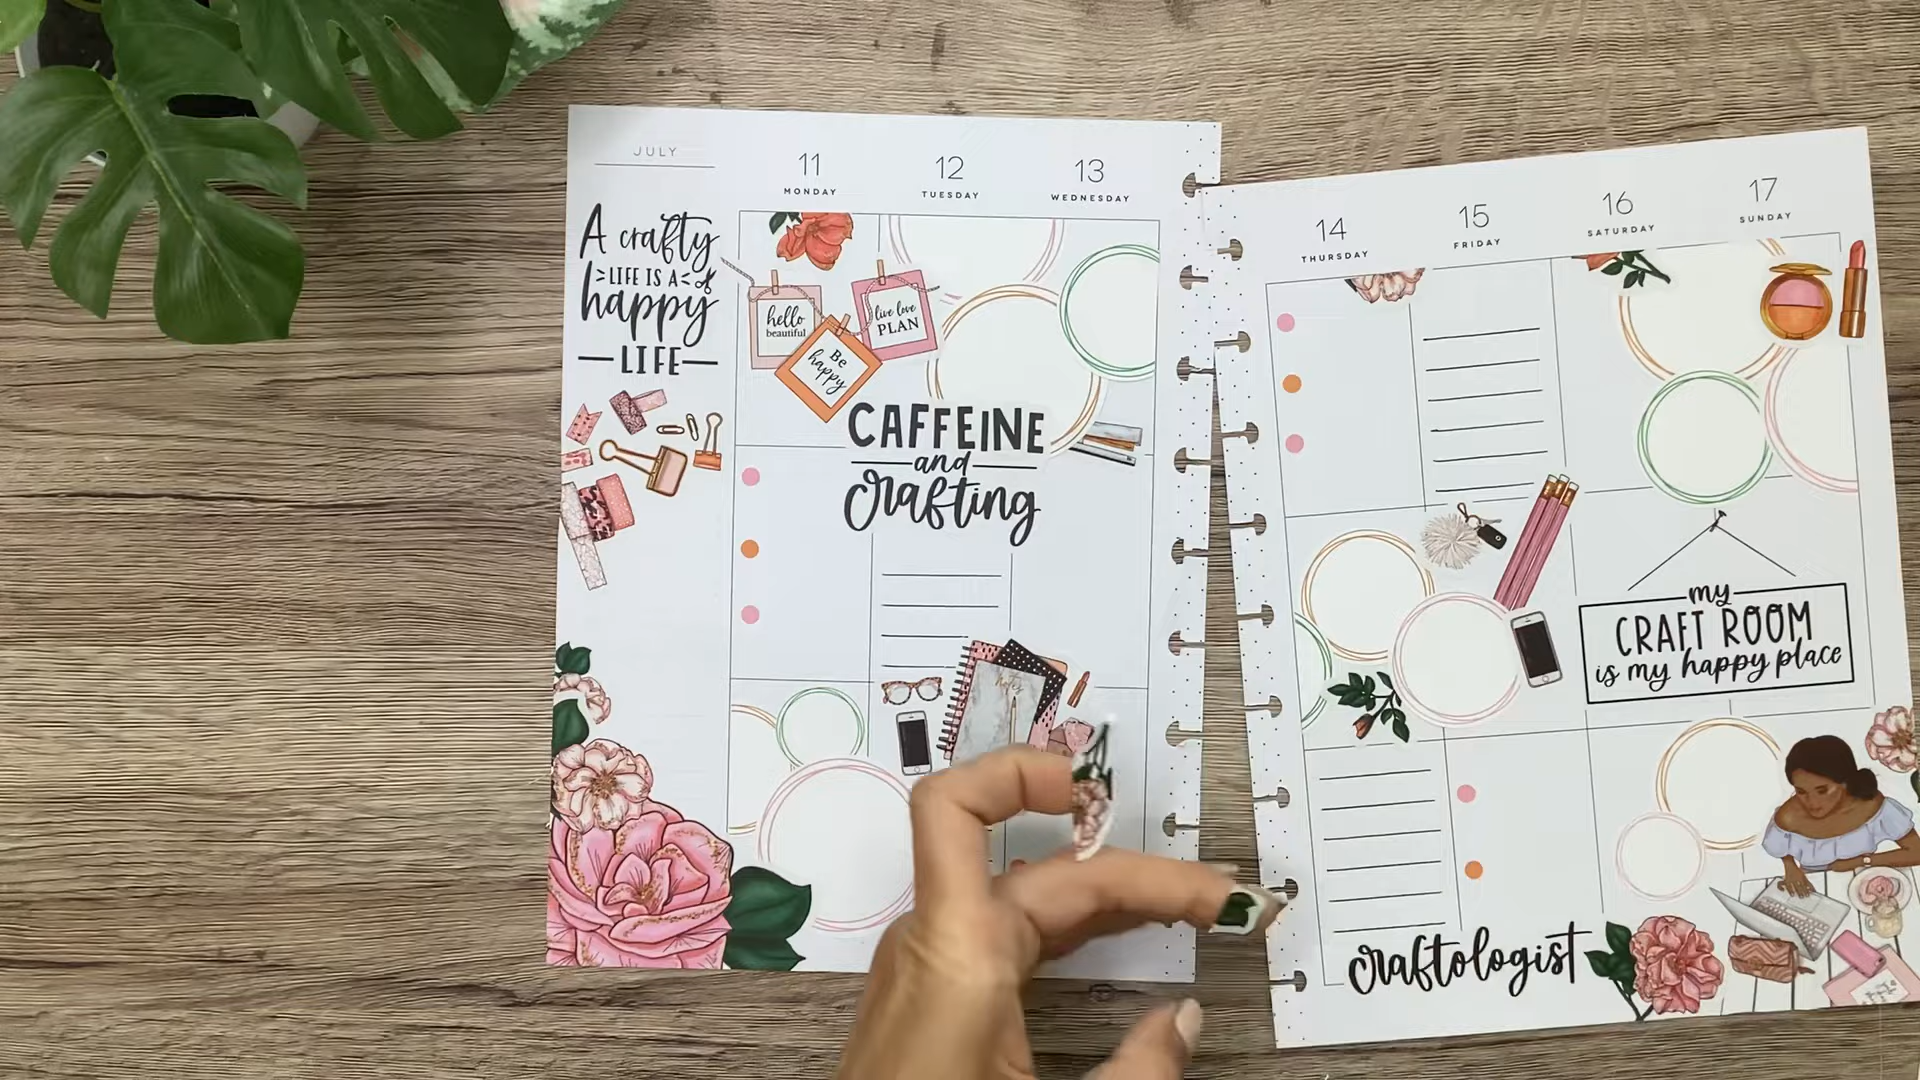 JULY
11
MONDAY
12
TUESDAY
13
WEDNESDAY
A crafty
LIFE IS A
happy
LIFE
hello
beautiful
live love
PLAN
Be
happy
CAFFEINE
and
Crafting
14
THURSDAY
15
FRIDAY
16
SATURDAY
17
SUNDAY
my
CRAFT ROOM
is my happy place
craftologist